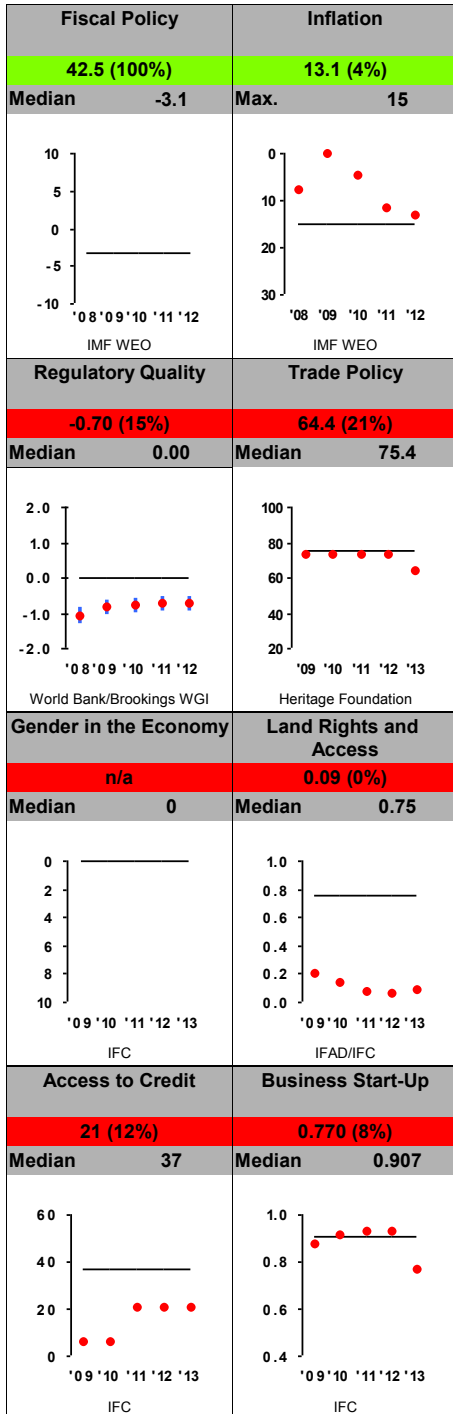 Fiscal Policy
42.5 (100%)
Median -3.1
10
5
0
-5
-10
'08 '09 '10 '11 '12
IMF WEO
Inflation
13.1 (4%)
Max. 15
0
10
20
30
'08 '09 '10 '11 '12
IMF WEO
Regulatory Quality
-0.70 (15%)
Median 0.00
2.0
1.0
0.0
-1.0
-2.0
'08 '09 '10 '11 '12
World Bank/Brookings WGI
Trade Policy
64.4 (21%)
Median 75.4
100
80
60
40
20
'09 '10 '11 '12 '13
Heritage Foundation
Gender in the Economy
n/a
Median 0
0
2
4
6
8
10
'09 '10 '11 '12 '13
IFC
Land Rights and
Access
0.09 (0%)
Median 0.75
1.0
0.8
0.6
0.4
0.2
0.0
'09 '10 '11 '12 '13
IFAD/IFC
Access to Credit
21 (12%)
Median 37
60
40
20
0
'09 '10 '11 '12 '13
IFC
Business Start-Up
0.770 (8%)
Median 0.907
1.0
0.8
0.6
0.4
'09 '10 '11 '12 '13
IFC